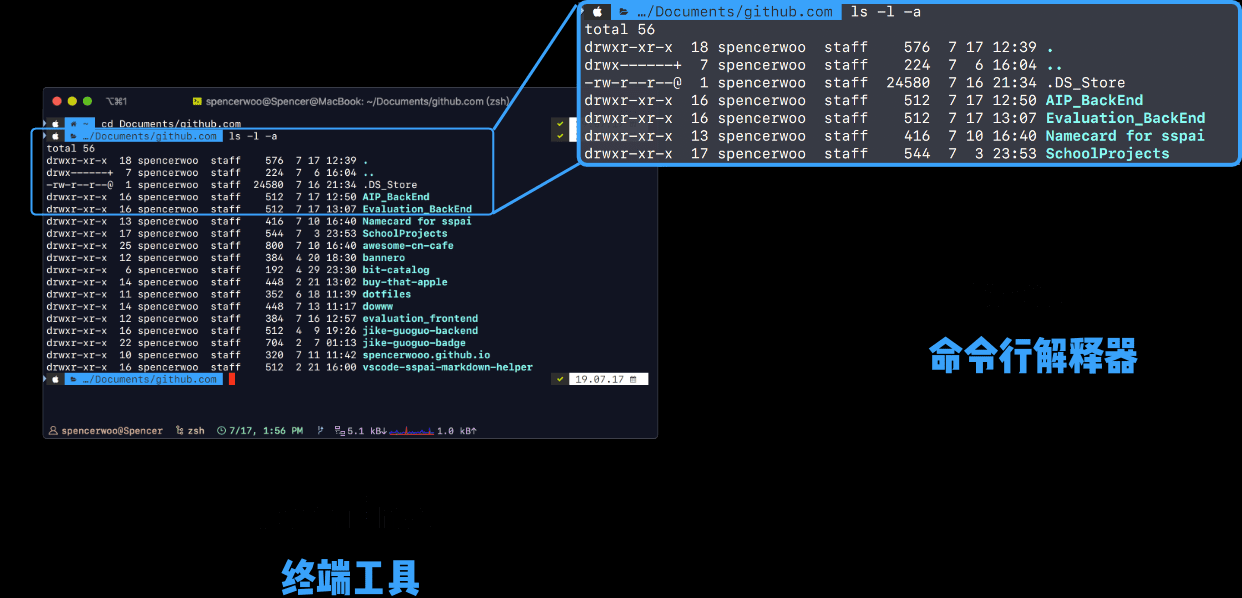 …/Documents/github.com ls -l -a
total 56
drwxr-xr-x 18 spencerwoo staff 576 7 17 12:39 .
drwx------+ 7 spencerwoo staff 224 7 6 16:04 ..
-rw-r--r--@ 1 spencerwoo staff 24580 7 16 21:34 .DS_Store
drwxr-xr-x 16 spencerwoo staff 512 7 17 12:50 AIP_BackEnd
drwxr-xr-x 16 spencerwoo staff 512 7 17 13:07 Evaluation_BackEnd
drwxr-xr-x 13 spencerwoo staff 416 7 10 16:40 Namecard for sspai
drwxr-xr-x 17 spencerwoo staff 544 7 3 23:53 SchoolProjects
⌥⌘1 spencerwoo@Spencer@MacBook: ~/Documents/github.com (zsh)
~ cd Documents/github.com
…/Documents/github.com ls -l -a
total 56
drwxr-xr-x 18 spencerwoo staff 576 7 17 12:39 .
drwx------+ 7 spencerwoo staff 224 7 6 16:04 ..
-rw-r--r--@ 1 spencerwoo staff 24580 7 16 21:34 .DS_Store
drwxr-xr-x 16 spencerwoo staff 512 7 17 12:50 AIP_BackEnd
drwxr-xr-x 16 spencerwoo staff 512 7 17 13:07 Evaluation_BackEnd
drwxr-xr-x 13 spencerwoo staff 416 7 10 16:40 Namecard for sspai
drwxr-xr-x 17 spencerwoo staff 544 7 3 23:53 SchoolProjects
drwxr-xr-x 25 spencerwoo staff 800 7 10 16:40 awesome-cn-cafe
drwxr-xr-x 12 spencerwoo staff 384 4 20 18:30 bannero
drwxr-xr-x 6 spencerwoo staff 192 4 29 23:30 bit-catalog
drwxr-xr-x 14 spencerwoo staff 448 2 21 13:02 buy-that-apple
drwxr-xr-x 11 spencerwoo staff 352 6 18 11:39 dotfiles
drwxr-xr-x 14 spencerwoo staff 448 7 13 11:17 dowww
drwxr-xr-x 12 spencerwoo staff 384 7 16 12:57 evaluation_frontend
drwxr-xr-x 16 spencerwoo staff 512 4 9 19:26 jike-guoguo-backend
drwxr-xr-x 22 spencerwoo staff 704 2 7 01:13 jike-guoguo-badge
drwxr-xr-x 10 spencerwoo staff 320 7 11 11:42 spencerwooo.github.io
drwxr-xr-x 16 spencerwoo staff 512 2 21 16:00 vscode-sspai-markdown-helper
…/Documents/github.com 19.07.17
spencerwoo@Spencer zsh 7/17, 1:56 PM 5.1 kB↓ 1.0 kB↑
命令行解释器
终端工具